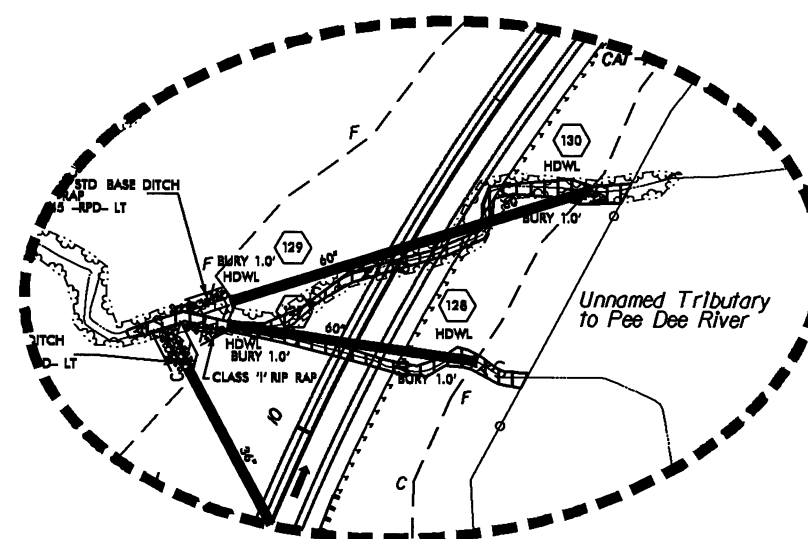 CAT
F
130
HDWL
STD BASE DITCH
RAP
-RPD- LT
BURY 1.0'
129
BURY 1.0'
F
HDWL
60"
128
HDWL
Unnamed Tributary
to Pee Dee River
60"
HDWL
BURY 1.0'
DITCH
D- LT
CLASS 'I' RIP RAP
BURY 1.0'
F
10
36"
C